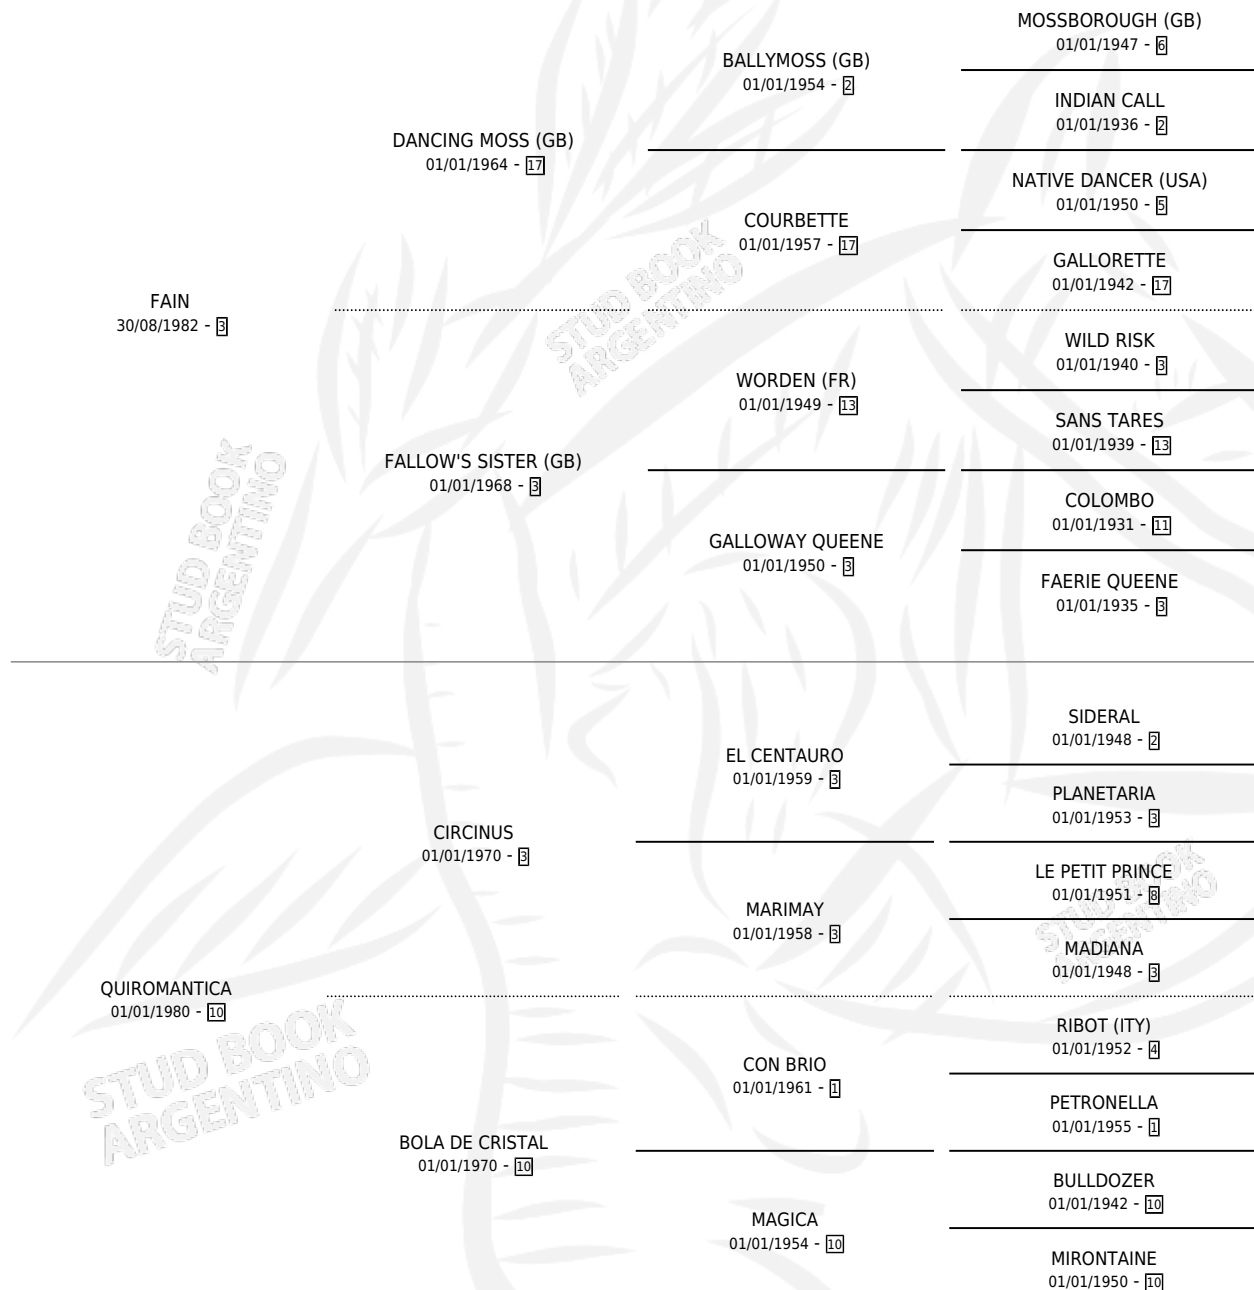 MOSSBOROUGH (GB)
01/01/1947 - 6
BALLYMOSS (GB)
01/01/1954 - 2
INDIAN CALL
01/01/1936 - 2
DANCING MOSS (GB)
01/01/1964 - 17
NATIVE DANCER (USA)
01/01/1950 - 5
COURBETTE
01/01/1957 - 17
GALLORETTE
01/01/1942 - 17
FAIN
30/08/1982 - 3
WILD RISK
01/01/1940 - 3
WORDEN (FR)
01/01/1949 - 13
SANS TARES
01/01/1939 - 13
FALLOW'S SISTER (GB)
01/01/1968 - 3
COLOMBO
01/01/1931 - 11
GALLOWAY QUEENE
01/01/1950 - 3
FAERIE QUEENE
01/01/1935 - 3
SIDERAL
01/01/1948 - 2
EL CENTAURO
01/01/1959 - 3
PLANETARIA
01/01/1953 - 3
CIRCINUS
01/01/1970 - 3
LE PETIT PRINCE
01/01/1951 - 8
MARIMAY
01/01/1958 - 3
MADIANA
01/01/1948 - 3
QUIROMANTICA
01/01/1980 - 10
RIBOT (ITY)
01/01/1952 - 4
CON BRIO
01/01/1961 - 1
PETRONELLA
01/01/1955 - 1
BOLA DE CRISTAL
01/01/1970 - 10
BULLDOZER
01/01/1942 - 10
MAGICA
01/01/1954 - 10
MIRONTAINE
01/01/1950 - 10
STUD BOOK
ARGENTINO
STUD BOOK
ARGENTINO
STUD BOOK
ARGENTINO
STUD BOOK
ARGENTINO